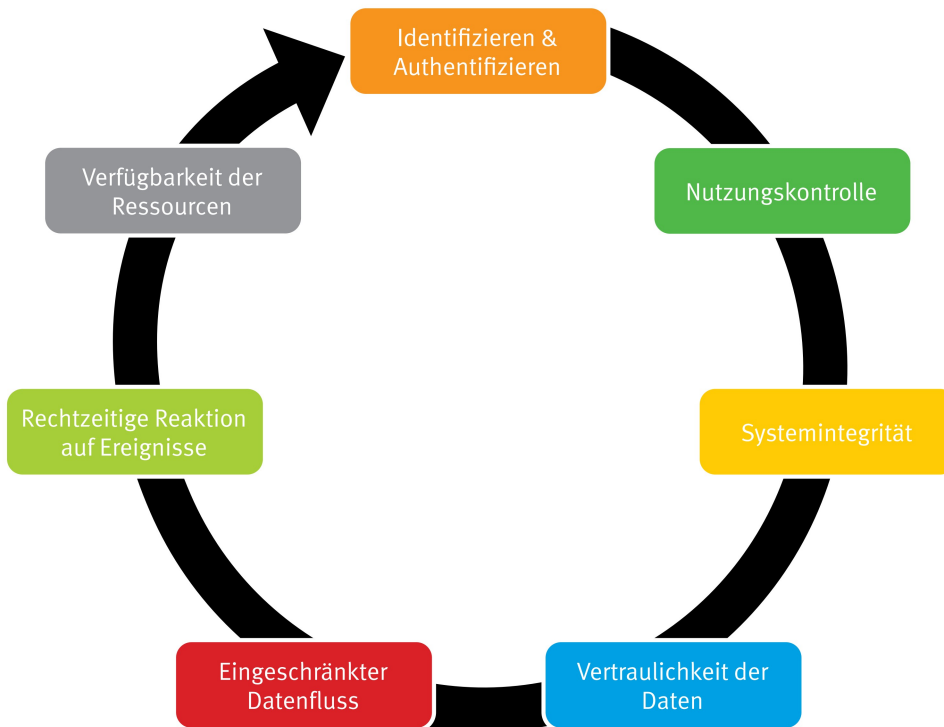 Identifizieren &
Authentifizieren
Nutzungskontrolle
Systemintegrität
Vertraulichkeit der
Daten
Eingeschränkter
Datenfluss
Rechtzeitige Reaktion
auf Ereignisse
Verfügbarkeit der
Ressourcen